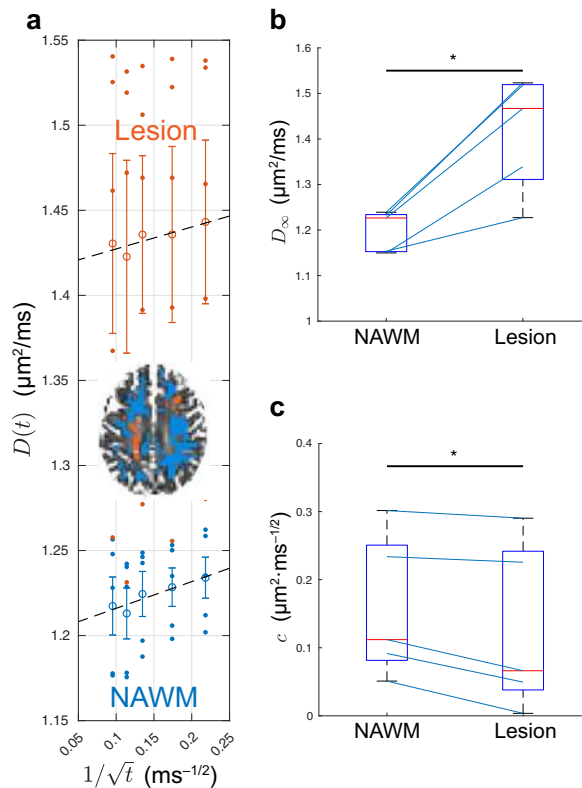 a
1.55
1.5
1.45
1.4
1.35
1.3
1.25
1.2
1.15
D(t) (μm²/ms)
Lesion
NAWM
0.05
0.1
0.15
0.2
0.25
1/√t (ms⁻¹/²)
b
*
1.6
1.5
1.4
1.3
1.2
1.1
1
D∞ (μm²/ms)
NAWM
Lesion
c
*
0.4
0.3
0.2
0.1
0
c (μm²·ms⁻¹/²)
NAWM
Lesion